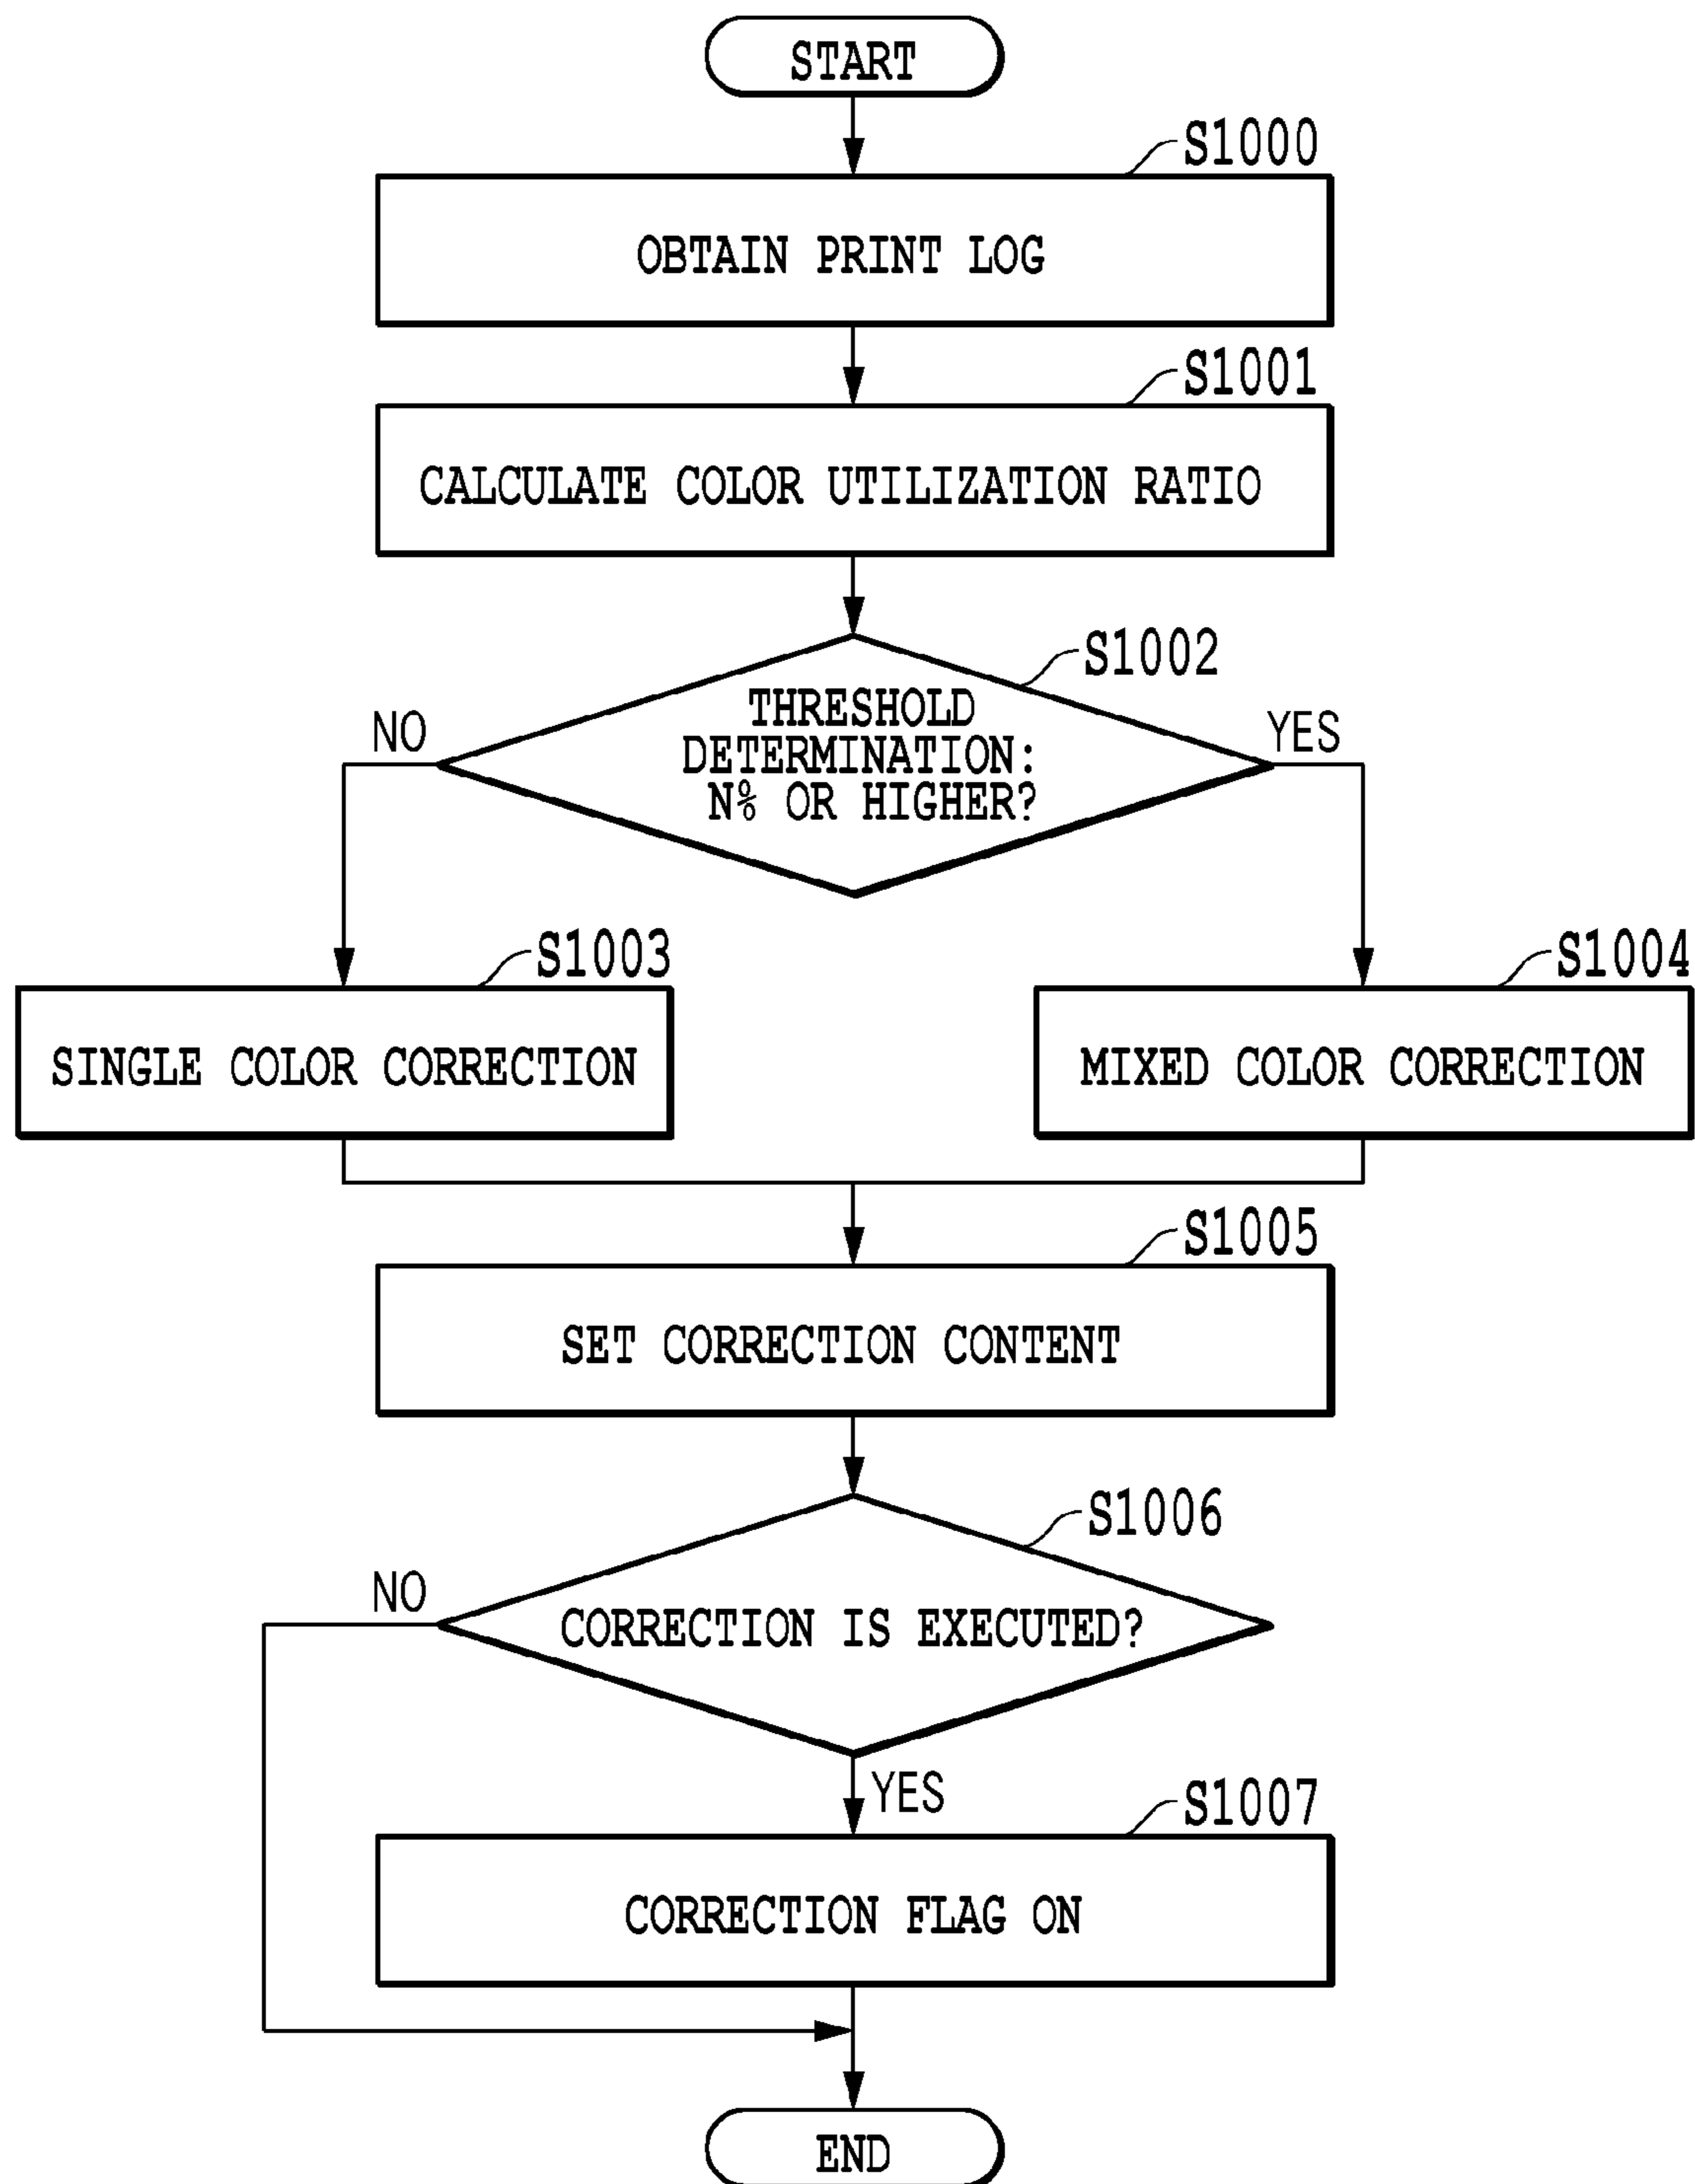 START
S1000
OBTAIN PRINT LOG
S1001
CALCULATE COLOR UTILIZATION RATIO
S1002
THRESHOLD
DETERMINATION:
N% OR HIGHER?
NO
YES
S1003
SINGLE COLOR CORRECTION
S1004
MIXED COLOR CORRECTION
S1005
SET CORRECTION CONTENT
S1006
CORRECTION IS EXECUTED?
NO
YES
S1007
CORRECTION FLAG ON
END